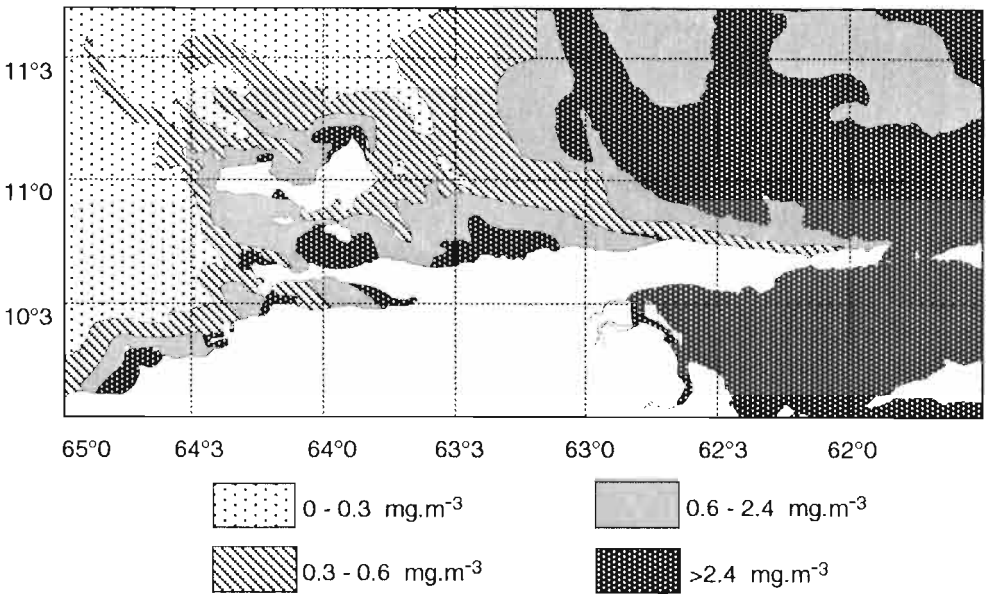 11°3
11°0
10°3
65°0 64°3 64°0 63°3 63°0 62°3 62°0
0 - 0.3 mg.m⁻³
0.6 - 2.4 mg.m⁻³
0.3 - 0.6 mg.m⁻³
>2.4 mg.m⁻³